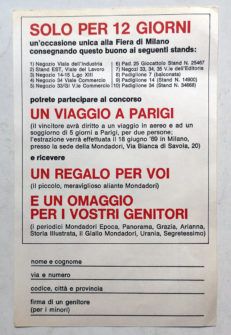 SOLO PER 12 GIORNI
un'occasione unica alla Fiera di Milano
consegnando questo buono ai seguenti stands:
1) Negozio Viale dell'Industria
2) Stand EST, Viale del Lavoro
3) Negozio 14-15 L.go XIII
4) Negozio Viale Commercio
5) Negozio 33/SI V.le Commercio
6) Pad. 25 Giocattolo Stand N. 25467
7) Negozi 33, 34, 35 V.le dell'Editoria
8) Padiglione 7 (balconata)
9) Padiglione 14 (Stand N. 14900)
10) Padiglione 34 (Stand N. 34668)
potrete partecipare al concorso
UN VIAGGIO A PARIGI
(Il vincitore avrà diritto a un viaggio in aereo e ad un
soggiorno di 5 giorni a Parigi, per due persone;
l'estrazione verrà effettuata il 16 giugno '69 in Milano,
presso la sede della Mondadori, Via Bianca di Savoia, 20)
e ricevere
UN REGALO PER VOI
(Il piccolo, meraviglioso aliante Mondadori)
E UN OMAGGIO
PER I VOSTRI GENITORI
(I periodici Mondadori Epoca, Panorama, Grazia, Arianna,
Storia Illustrata, il Giallo Mondadori, Urania, Segretissimo)
nome e cognome
via e numero
codice, città e provincia
firma di un genitore
(per i minori)